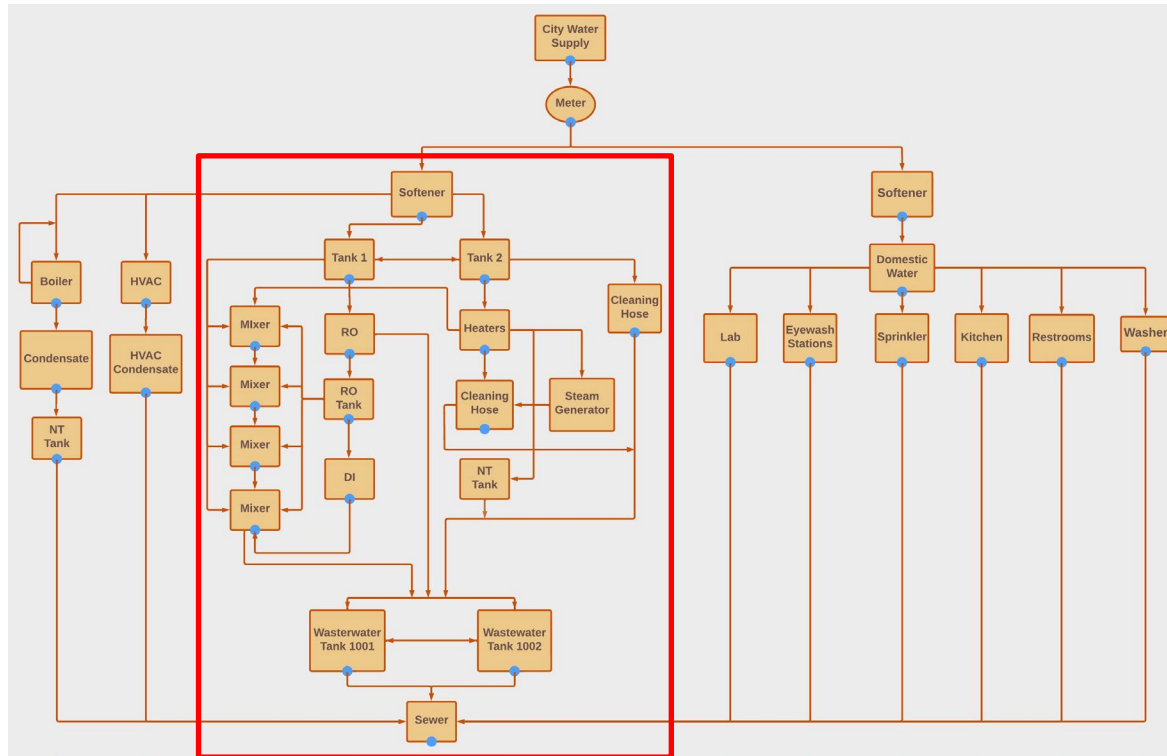 City Water
Supply
Meter
Softener
Softener
Tank 1
Tank 2
Domestic
Water
Boiler
HVAC
Cleaning
Hose
MIxer
RO
Heaters
Lab
Eyewash
Stations
Sprinkler
Kitchen
Restrooms
Washer
Condensate
HVAC
Condensate
Mixer
RO
Tank
Cleaning
Hose
Steam
Generator
NT
Tank
Mixer
DI
NT
Tank
Mixer
Wasterwater
Tank 1001
Wastewater
Tank 1002
Sewer